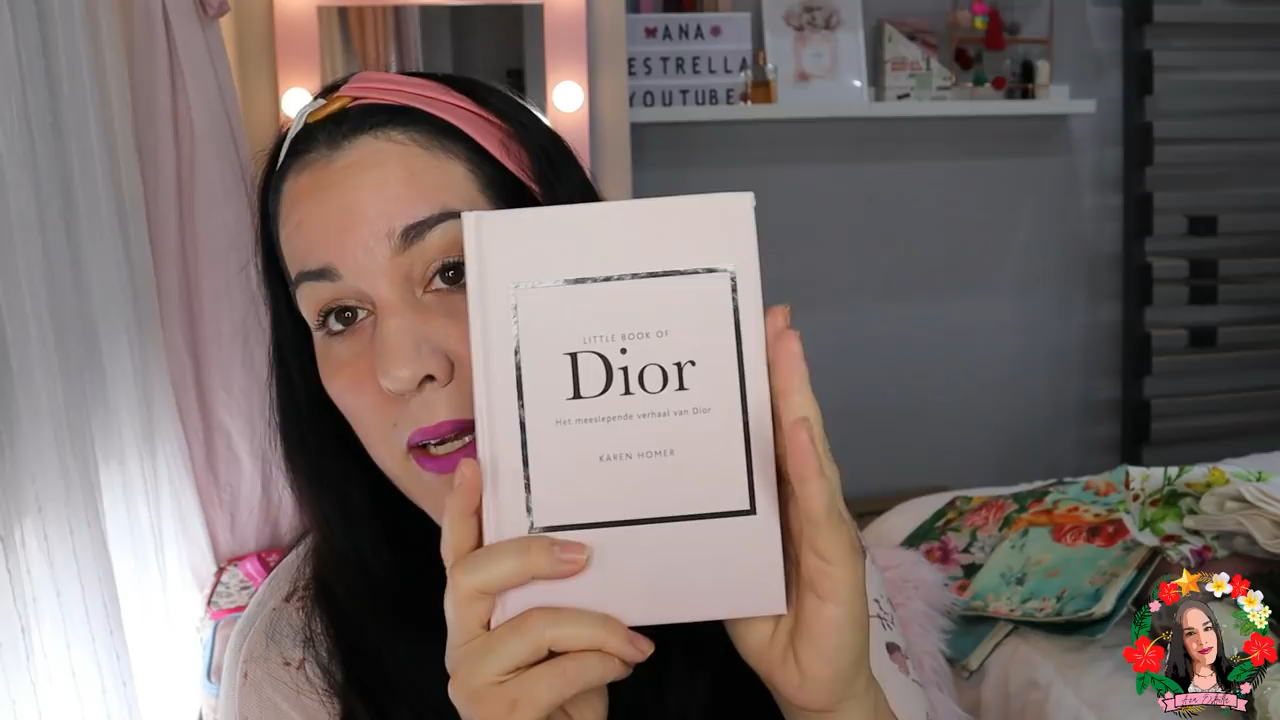 ANA
ESTRELLA
YOUTUBE
LITTLE BOOK OF
Dior
Het meeslepende verhaal van Dior
KAREN HOMER